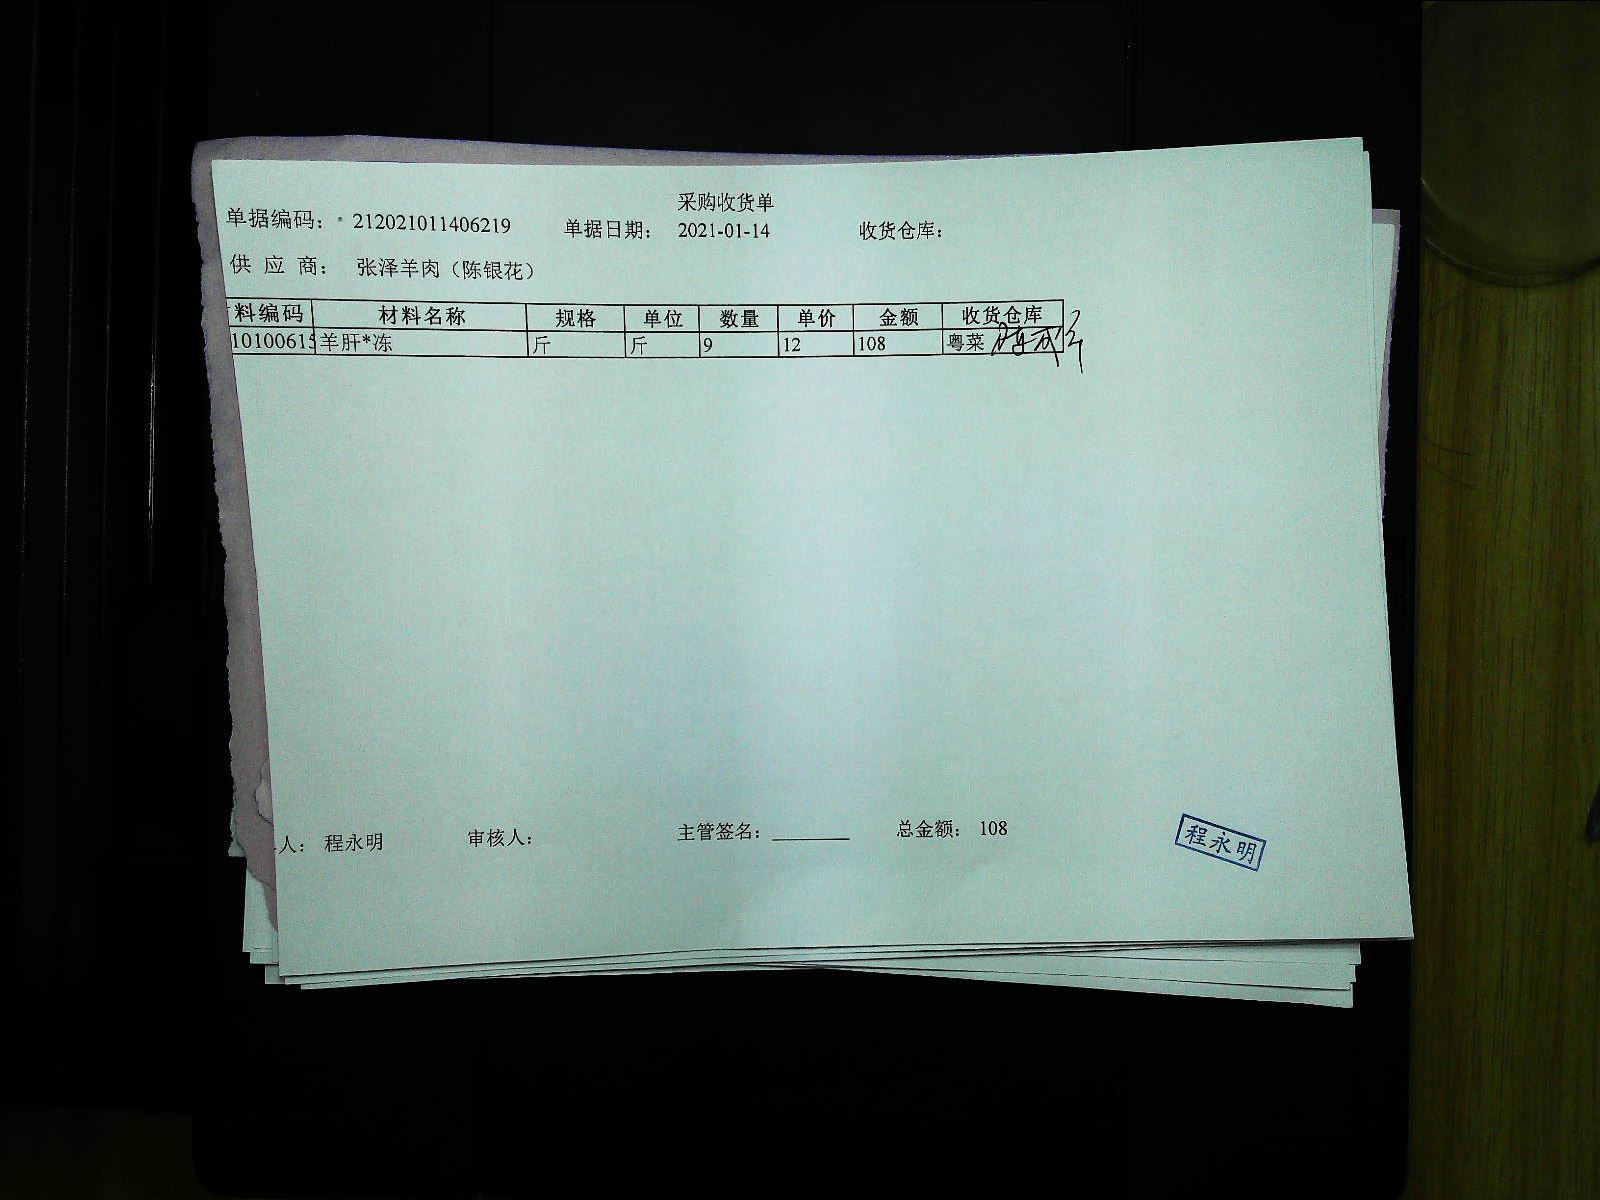 采购收货单
单据编码: 212021011406219 单据日期: 2021-01-14 收货仓库:
供 应 商: 张泽羊肉（陈银花）
料编码 材料名称 规格 单位 数量 单价 金额 收货仓库
10100615 羊肝*冻 斤 斤 9 12 108 粤菜
人: 程永明 审核人: 主管签名: ________ 总金额: 108
程永明